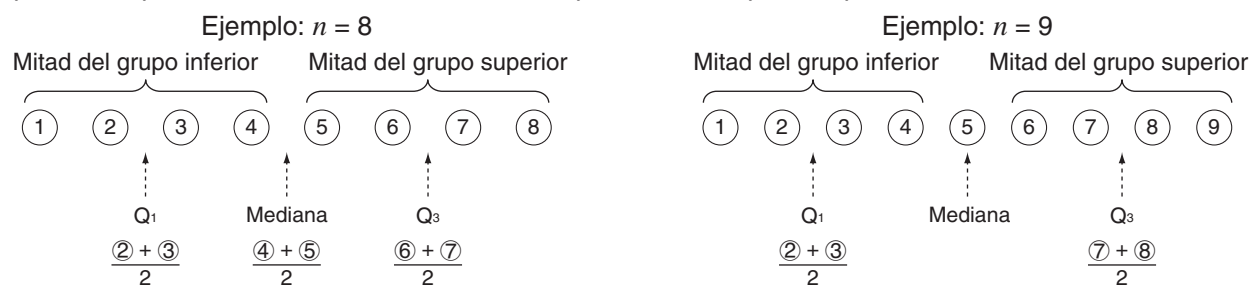 Ejemplo: n = 8
Mitad del grupo inferior Mitad del grupo superior
① ② ③ ④ ⑤ ⑥ ⑦ ⑧
Q1 Mediana Q3
② + ③ ④ + ⑤ ⑥ + ⑦
2 2 2
Ejemplo: n = 9
Mitad del grupo inferior Mitad del grupo superior
① ② ③ ④ ⑤ ⑥ ⑦ ⑧ ⑨
Q1 Mediana Q3
② + ③ ⑦ + ⑧
2 2